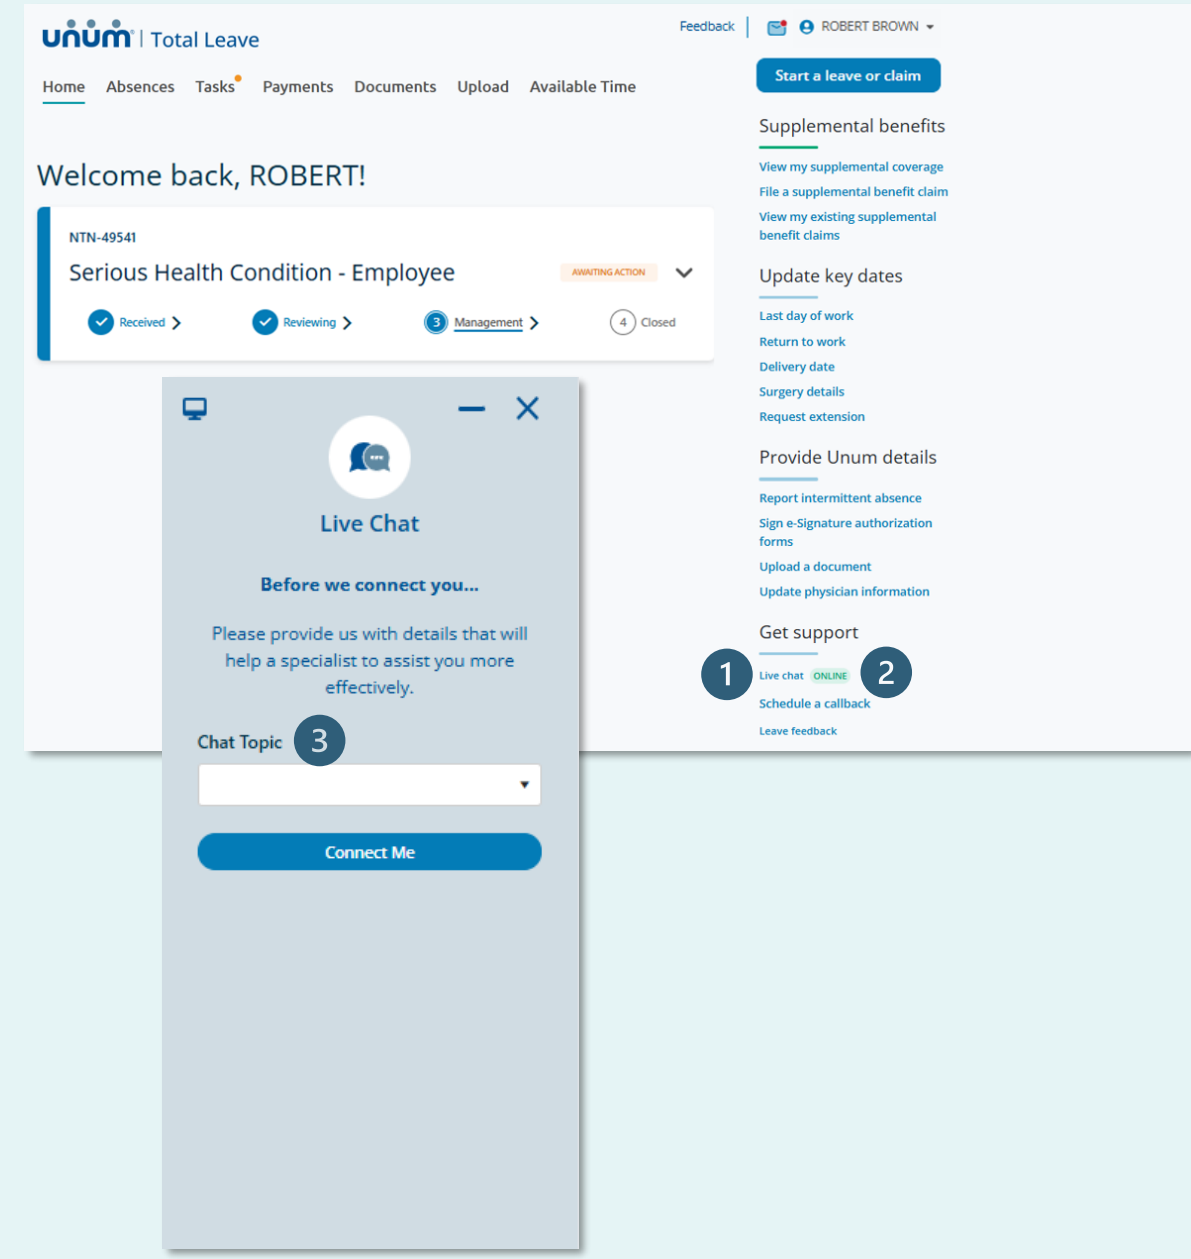 unum | Total Leave
Feedback
ROBERT BROWN
Home Absences Tasks Payments Documents Upload Available Time
Start a leave or claim
Welcome back, ROBERT!
NTN-49541
Serious Health Condition - Employee
AWAITING ACTION
Received
Reviewing
3 Management
4 Closed
Supplemental benefits
View my supplemental coverage
File a supplemental benefit claim
View my existing supplemental
benefit claims
Update key dates
Last day of work
Return to work
Delivery date
Surgery details
Request extension
Provide Unum details
Report intermittent absence
Sign e-Signature authorization
forms
Upload a document
Update physician information
Get support
1 Live chat ONLINE 2
Schedule a callback
Leave feedback
Live Chat
Before we connect you...
Please provide us with details that will
help a specialist to assist you more
effectively.
Chat Topic 3
Connect Me